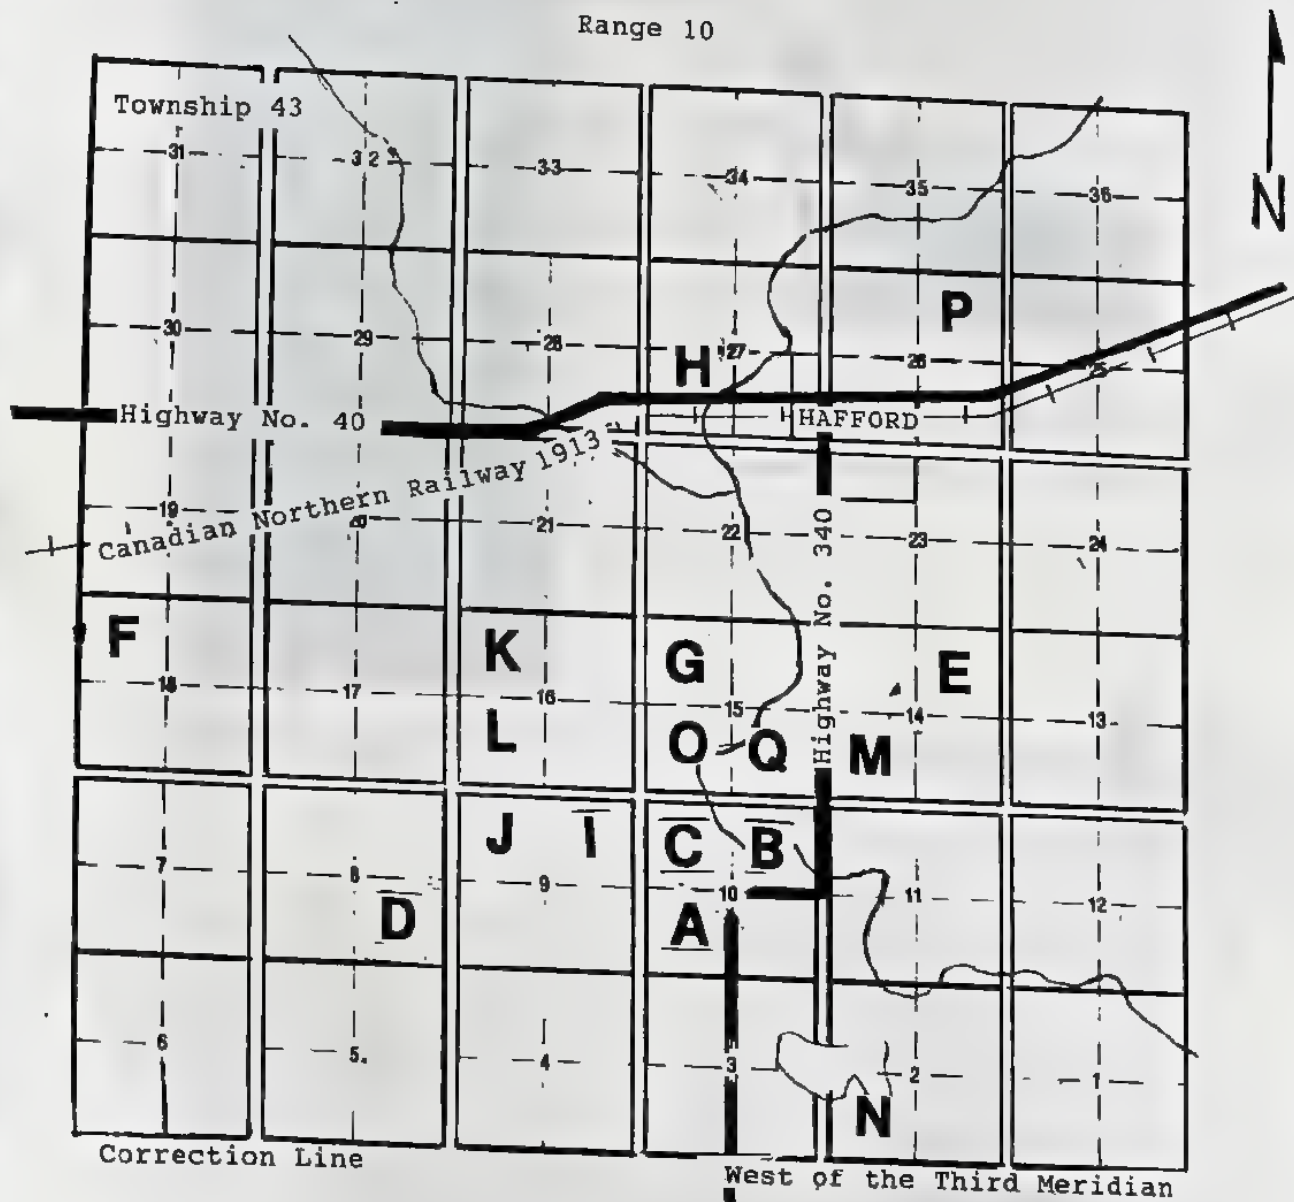 Range 10
Township 43
N
31 32 33 34 35 36
P
30 29 28 27 26 25
H
Highway No. 40
HAFFORD
Canadian Northern Railway 1913
19 20 21 22 23 24
Highway No. 340
F K G E
18 17 16 15 14 13
L O Q M
J I C B
7 8 9 10 11 12
D A
6 5. 4 3 2 1
N
Correction Line
West of the Third Meridian